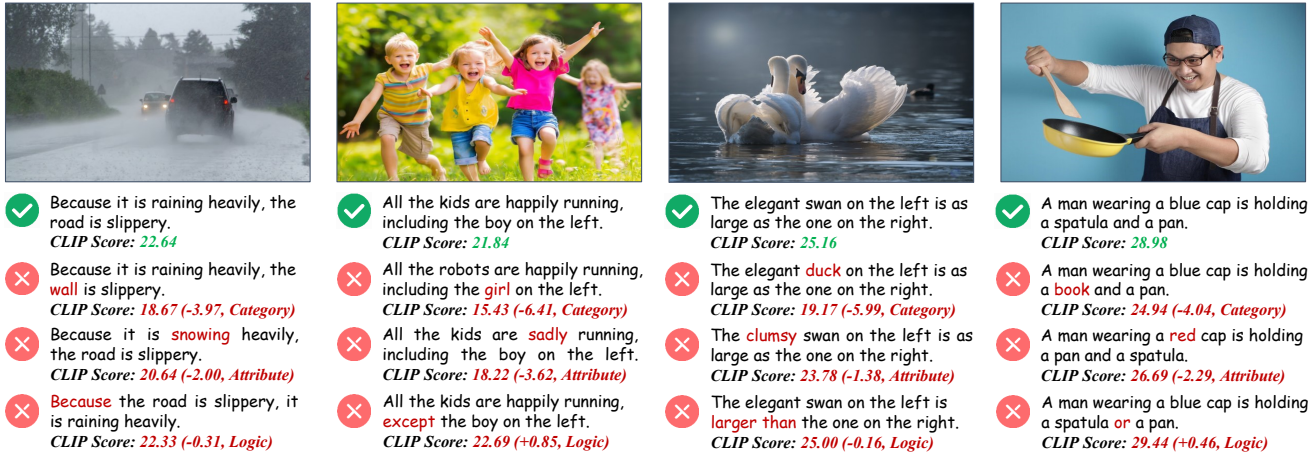 Because it is raining heavily, the
road is slippery.
CLIP Score: 22.64
Because it is raining heavily, the
wall is slippery.
CLIP Score: 18.67 (-3.97, Category)
Because it is snowing heavily,
the road is slippery.
CLIP Score: 20.64 (-2.00, Attribute)
Because the road is slippery, it
is raining heavily.
CLIP Score: 22.33 (-0.31, Logic)
All the kids are happily running,
including the boy on the left.
CLIP Score: 21.84
All the robots are happily running,
including the girl on the left.
CLIP Score: 15.43 (-6.41, Category)
All the kids are sadly running,
including the boy on the left.
CLIP Score: 18.22 (-3.62, Attribute)
All the kids are happily running,
except the boy on the left.
CLIP Score: 22.69 (+0.85, Logic)
The elegant swan on the left is as
large as the one on the right.
CLIP Score: 25.16
The elegant duck on the left is as
large as the one on the right.
CLIP Score: 19.17 (-5.99, Category)
The clumsy swan on the left is as
large as the one on the right.
CLIP Score: 23.78 (-1.38, Attribute)
The elegant swan on the left is
larger than the one on the right.
CLIP Score: 25.00 (-0.16, Logic)
A man wearing a blue cap is holding
a spatula and a pan.
CLIP Score: 28.98
A man wearing a blue cap is holding
a book and a pan.
CLIP Score: 24.94 (-4.04, Category)
A man wearing a red cap is holding
a pan and a spatula.
CLIP Score: 26.69 (-2.29, Attribute)
A man wearing a blue cap is holding
a spatula or a pan.
CLIP Score: 29.44 (+0.46, Logic)